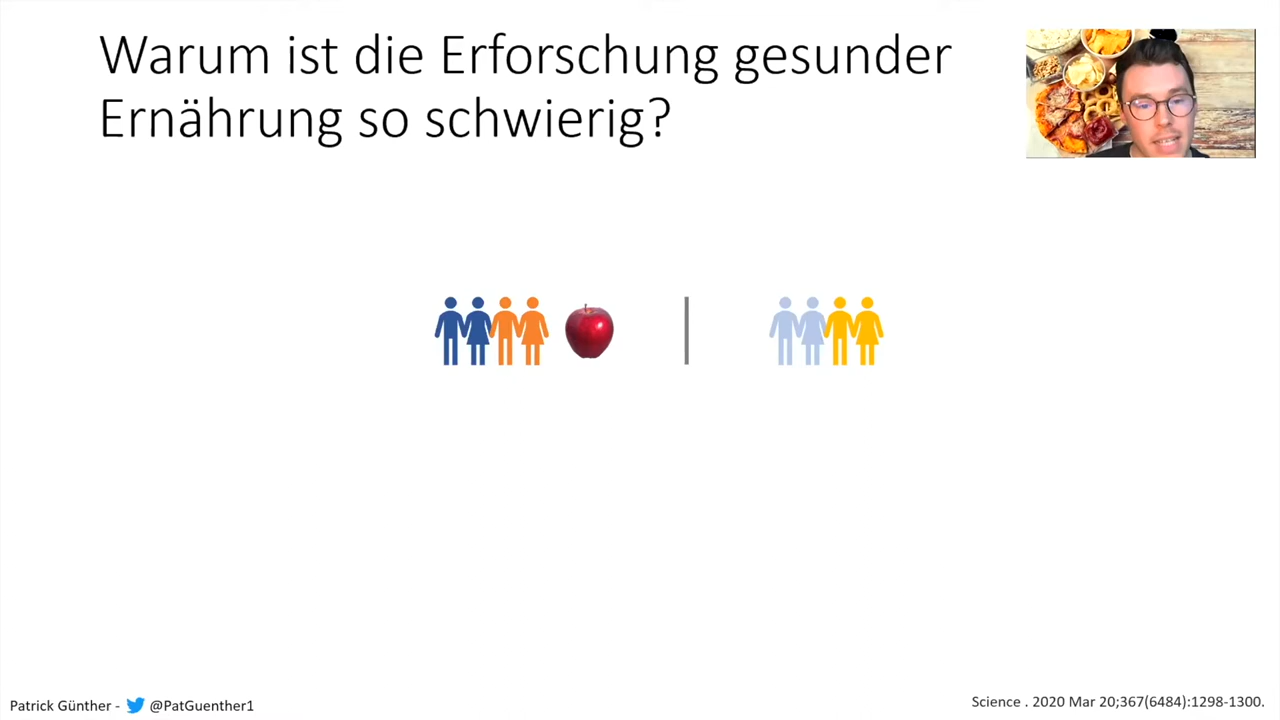 Warum ist die Erforschung gesunder
Ernährung so schwierig?
Patrick Günther - @PatGuenther1
Science . 2020 Mar 20;367(6484):1298-1300.